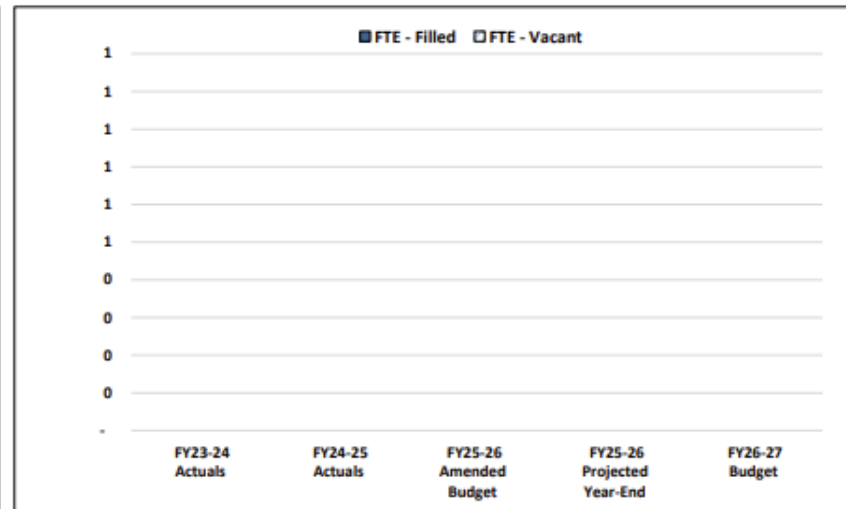 FTE - Filled FTE - Vacant
1
1
1
1
1
1
0
0
0
0
-
FY23-24 FY24-25 FY25-26 FY25-26 FY26-27
Actuals Actuals Amended Projected Budget
Budget Year-End